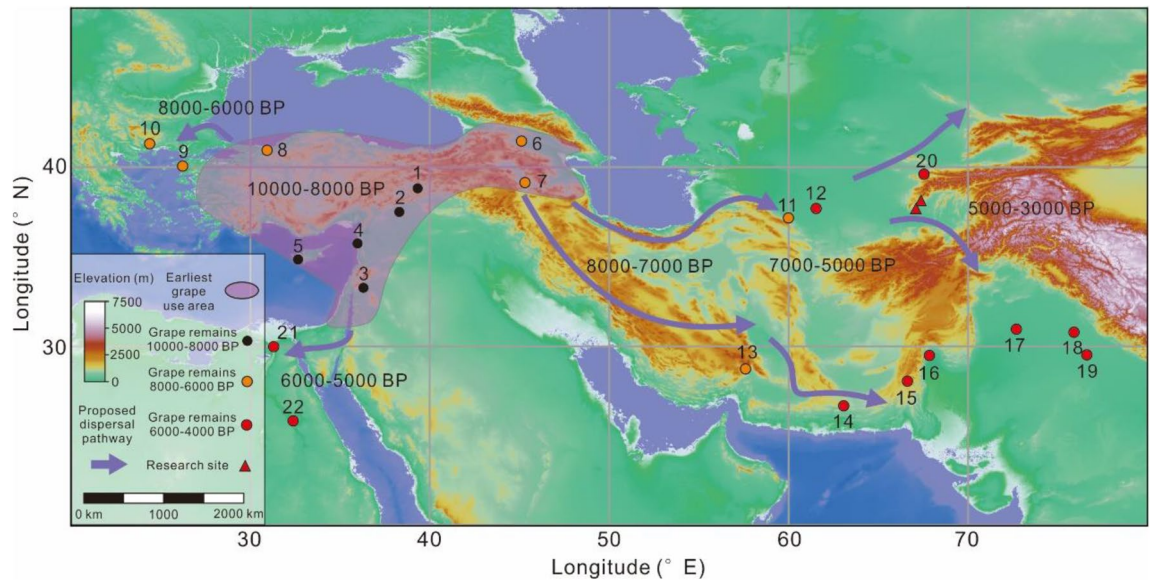 8000-6000 BP
10
9
8
6
40
10000-8000 BP
1
2
7
20
12
11
5000-3000 BP
4
5
3
8000-7000 BP
7000-5000 BP
Longitude (° N)
Elevation (m)
7500
5000
2500
0
Earliest
grape
use area
Grape remains
10000-8000 BP
Grape remains
8000-6000 BP
Proposed
dispersal
pathway
Grape remains
6000-4000 BP
Research site
0 km
1000
2000 km
21
30
6000-5000 BP
22
13
14
15
16
17
18
19
30
40
50
60
70
Longitude (° E)